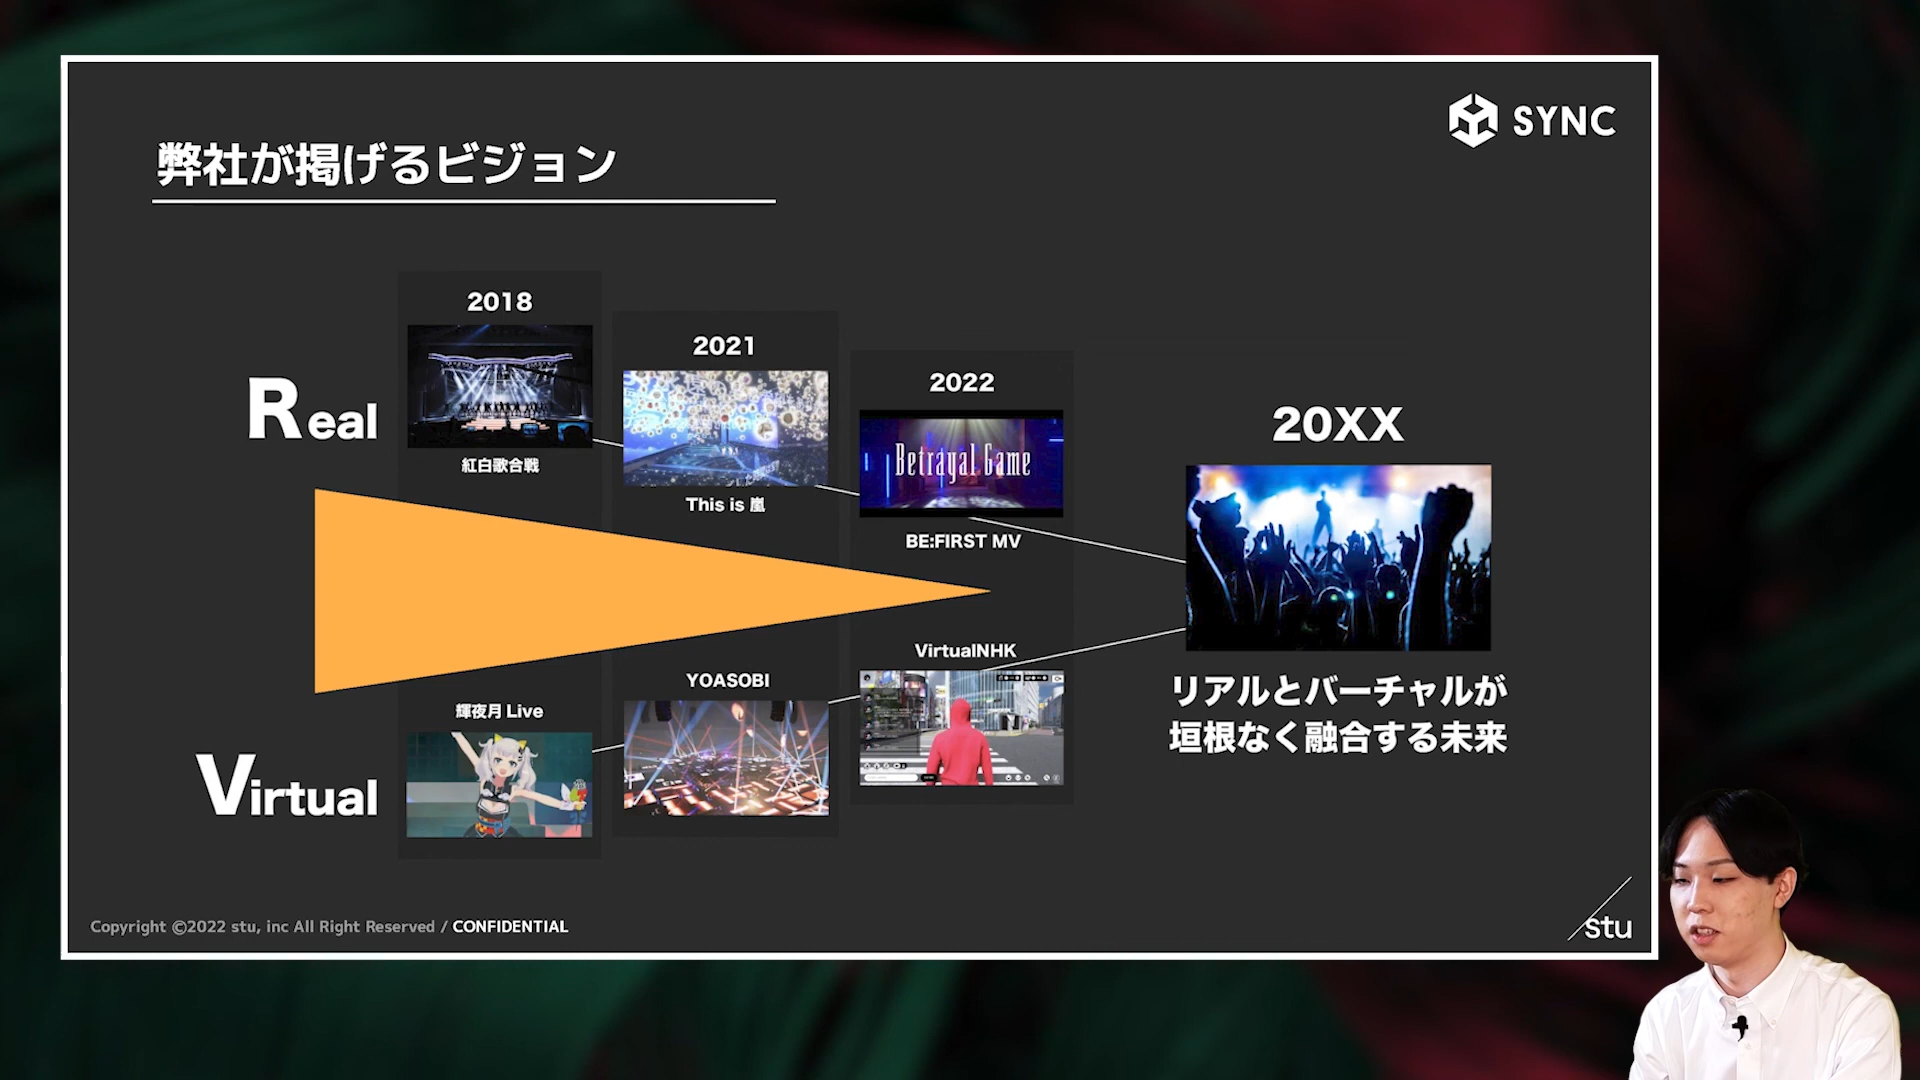 SYNC
弊社が掲げるビジョン
2018
2021
2022
20XX
Real
紅白歌合戦
This is 嵐
Betrayal Game
BE:FIRST MV
リアルとバーチャルが
垣根なく融合する未来
VirtualNHK
YOASOBI
輝夜月 Live
Virtual
Copyright ©2022 stu, inc All Right Reserved / CONFIDENTIAL
stu